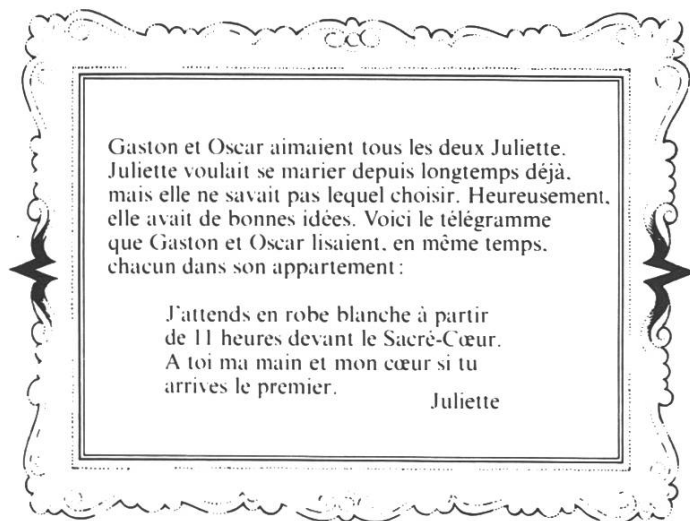 Gaston et Oscar aimaient tous les deux Juliette.
Juliette voulait se marier depuis longtemps déjà,
mais elle ne savait pas lequel choisir. Heureusement,
elle avait de bonnes idées. Voici le télégramme
que Gaston et Oscar lisaient, en même temps,
chacun dans son appartement :
J'attends en robe blanche à partir
de 11 heures devant le Sacré-Cœur.
A toi ma main et mon cœur si tu
arrives le premier.
Juliette